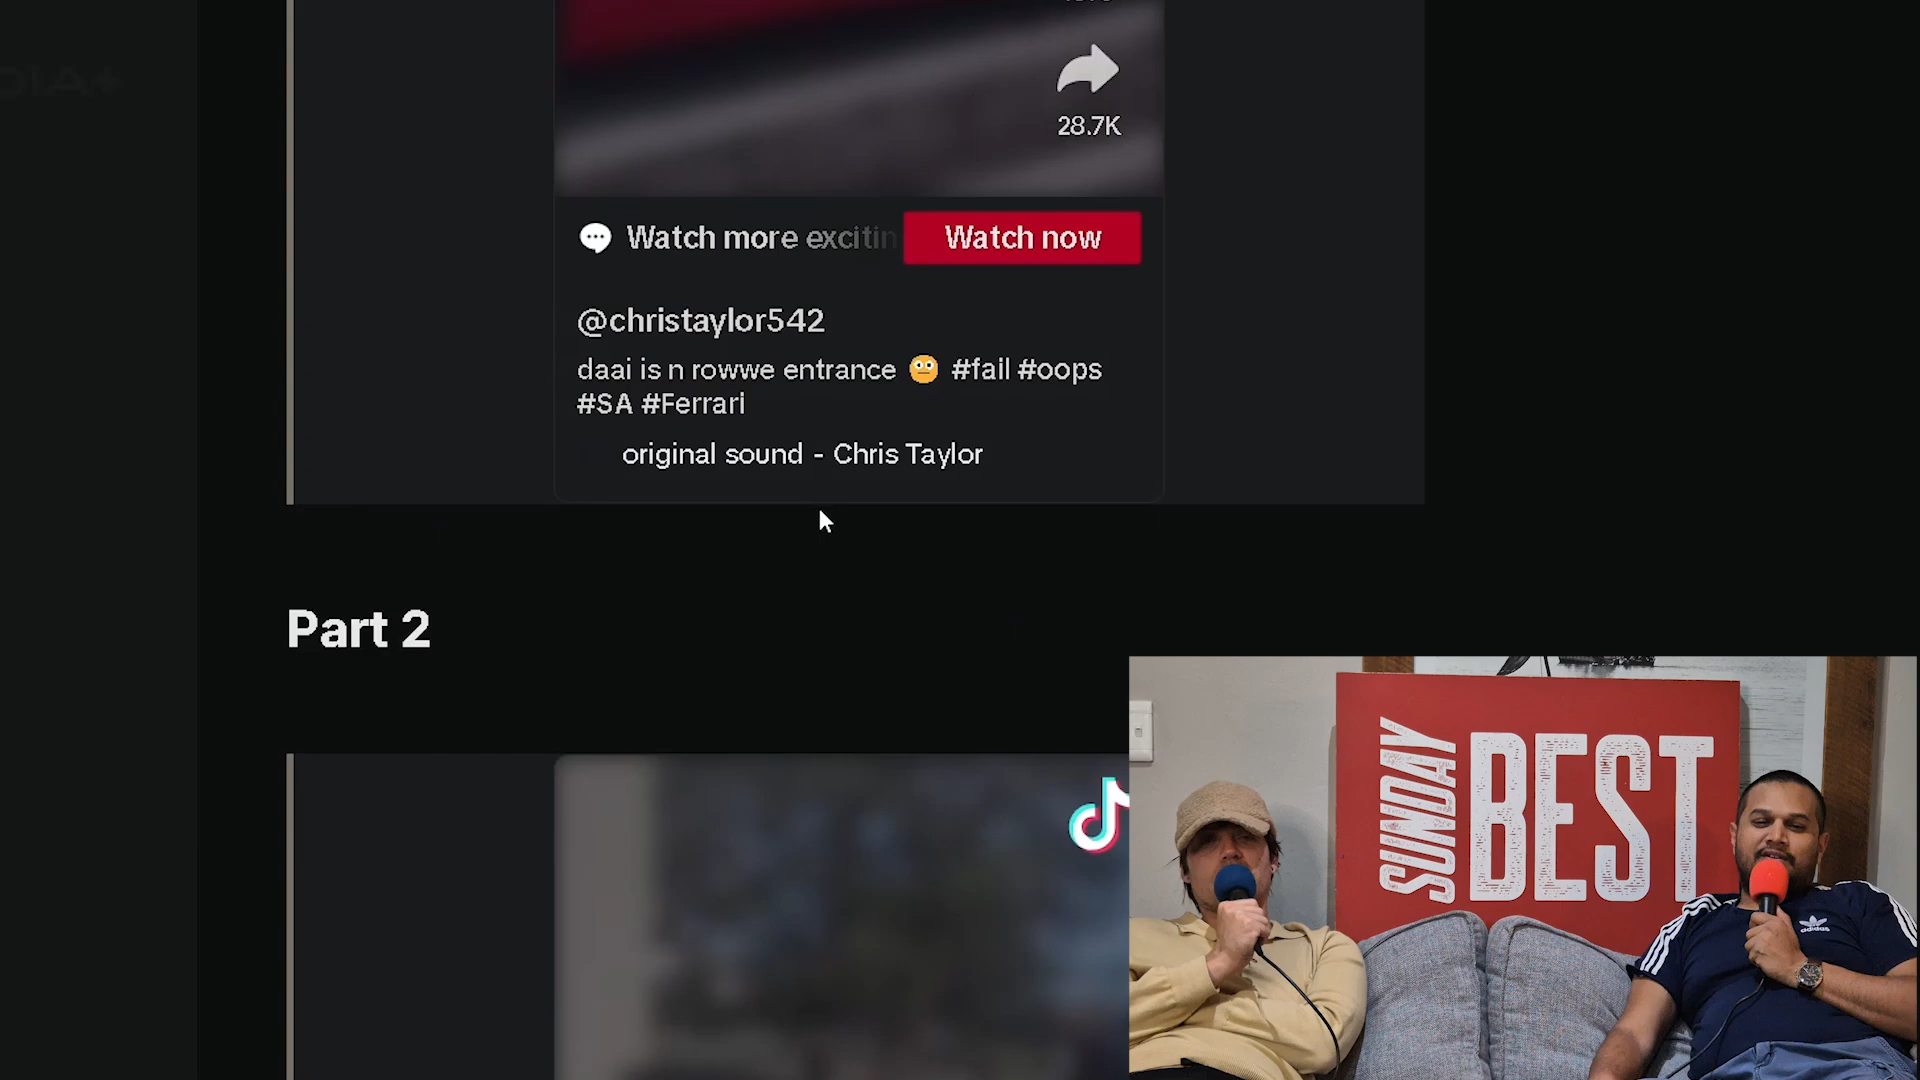 28.7K
Watch more excitin
Watch now
@christaylor542
daai is n rowwe entrance 😳 #fail #oops
#SA #Ferrari
original sound - Chris Taylor
Part 2
SUNDAY
BEST
adidas